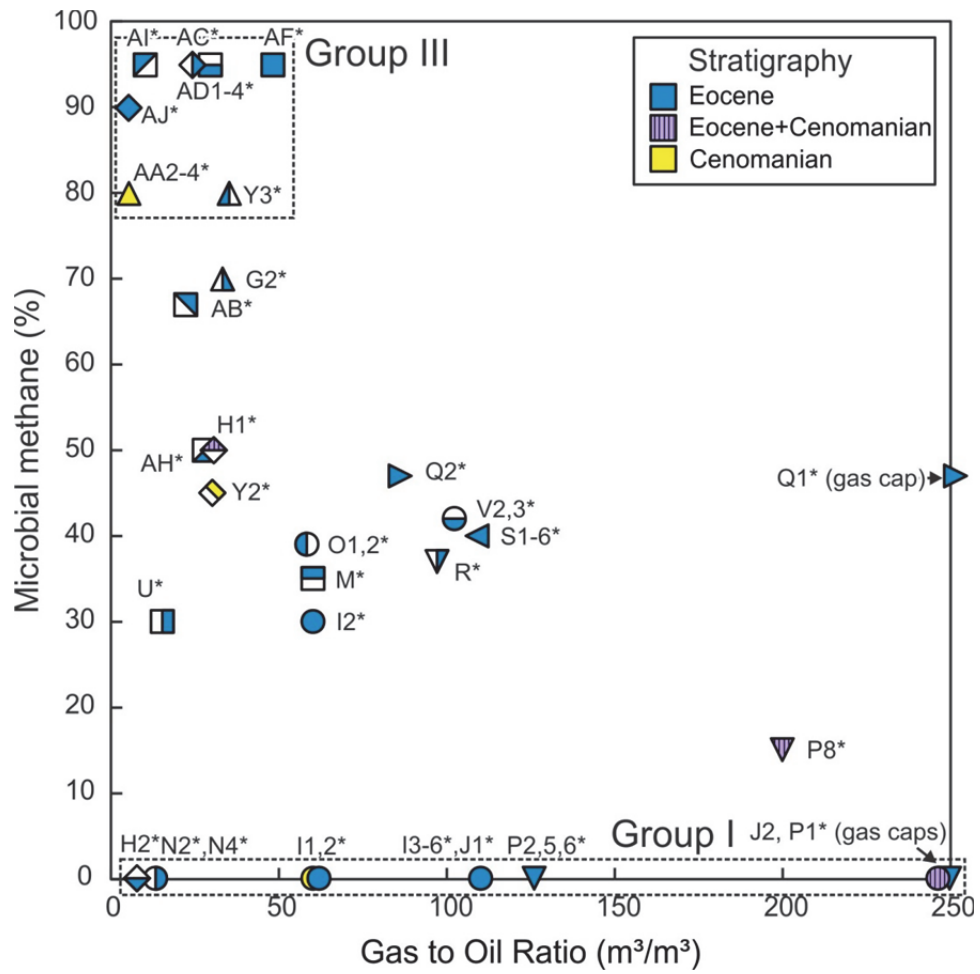 100
AI*
AC*
AF*
Group III
Stratigraphy
Eocene
Eocene+Cenomanian
Cenomanian
AD1-4*
90
AJ*
AA2-4*
80
Y3*
70
G2*
AB*
60
50
H1*
AH*
Y2*
Q2*
Q1* (gas cap)
40
V2,3*
S1-6*
O1,2*
R*
M*
U*
30
I2*
20
P8*
10
Group I
J2, P1* (gas caps)
H2*
N2*,N4*
I1,2*
I3-6*,J1*
P2,5,6*
0
0
50
100
150
200
250
Microbial methane (%)
Gas to Oil Ratio (m³/m³)